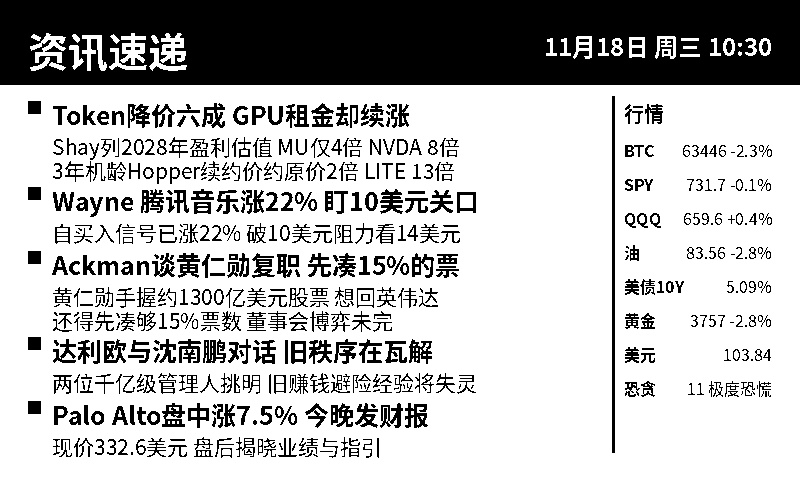 资讯速递
11月18日 周三 10:30
Token降价六成 GPU租金却续涨
Shay列2028年盈利估值 MU仅4倍 NVDA 8倍
3年机龄Hopper续约价约原价2倍 LITE 13倍
Wayne 腾讯音乐涨22% 盯10美元关口
自买入信号已涨22% 破10美元阻力看14美元
Ackman谈黄仁勋复职 先凑15%的票
黄仁勋手握约1300亿美元股票 想回英伟达
还得先凑够15%票数 董事会博弈未完
达利欧与沈南鹏对话 旧秩序在瓦解
两位千亿级管理人挑明 旧赚钱避险经验将失灵
Palo Alto盘中涨7.5% 今晚发财报
现价332.6美元 盘后揭晓业绩与指引
行情
BTC 63446 -2.3%
SPY 731.7 -0.1%
QQQ 659.6 +0.4%
油 83.56 -2.8%
美债10Y 5.09%
黄金 3757 -2.8%
美元 103.84
恐贪 11 极度恐慌